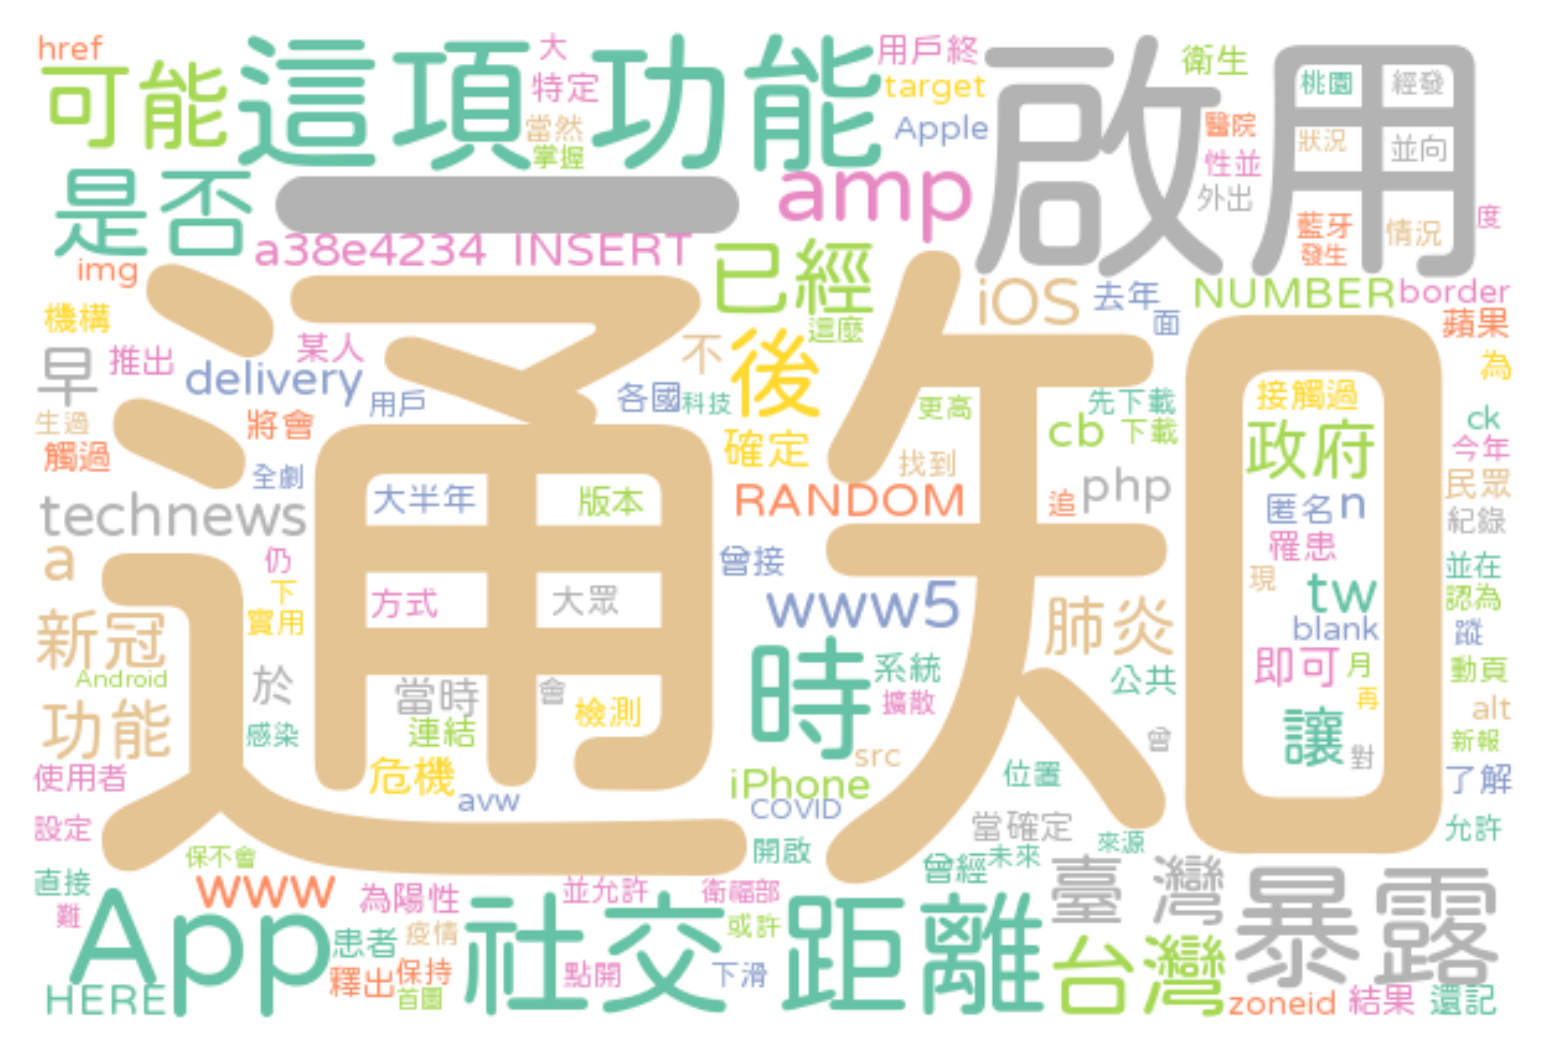 href
可能
這項功能
大
特定
當然
掌握
用戶終
target
Apple
啟用
衛生
醫院
性並
外出
桃園
經發
狀況
並向
藍牙
發生
情況
度
是否
一
amp
a38e4234
INSERT
img
已經
iOS
去年
面
NUMBER
border
蘋果
為
機構
早
推出
某人
delivery
用戶
生過
觸過
將會
全劇
technews
通知
不
後
這麼
各國
科技
確定
更高
找到
先下載
cb
下載
php
追
RANDOM
接觸過
政府
匿名
n
罹患
現
tw
blank
即可
月
再
讓
對
ck
今年
民眾
紀錄
並在
認為
蹤
動頁
alt
新報
了解
允許
大半年
版本
方式
大眾
曾接
www5
肺炎
a
仍
下
實用
新冠
Android
於
當時
會
檢測
連結
時
系統
擴散
公共
曾
功能
感染
危機
avw
src
iPhone
COVID
位置
使用者
設定
當確定
來源
保不會
開啟
曾經
未來
直接
難
App
www
為陽性
患者
疫情
釋出
保持
首圖
HERE
社交距離
並允許
衛福部
或許
點開
下滑
臺灣
台灣
暴露
zoneid
結果
還記